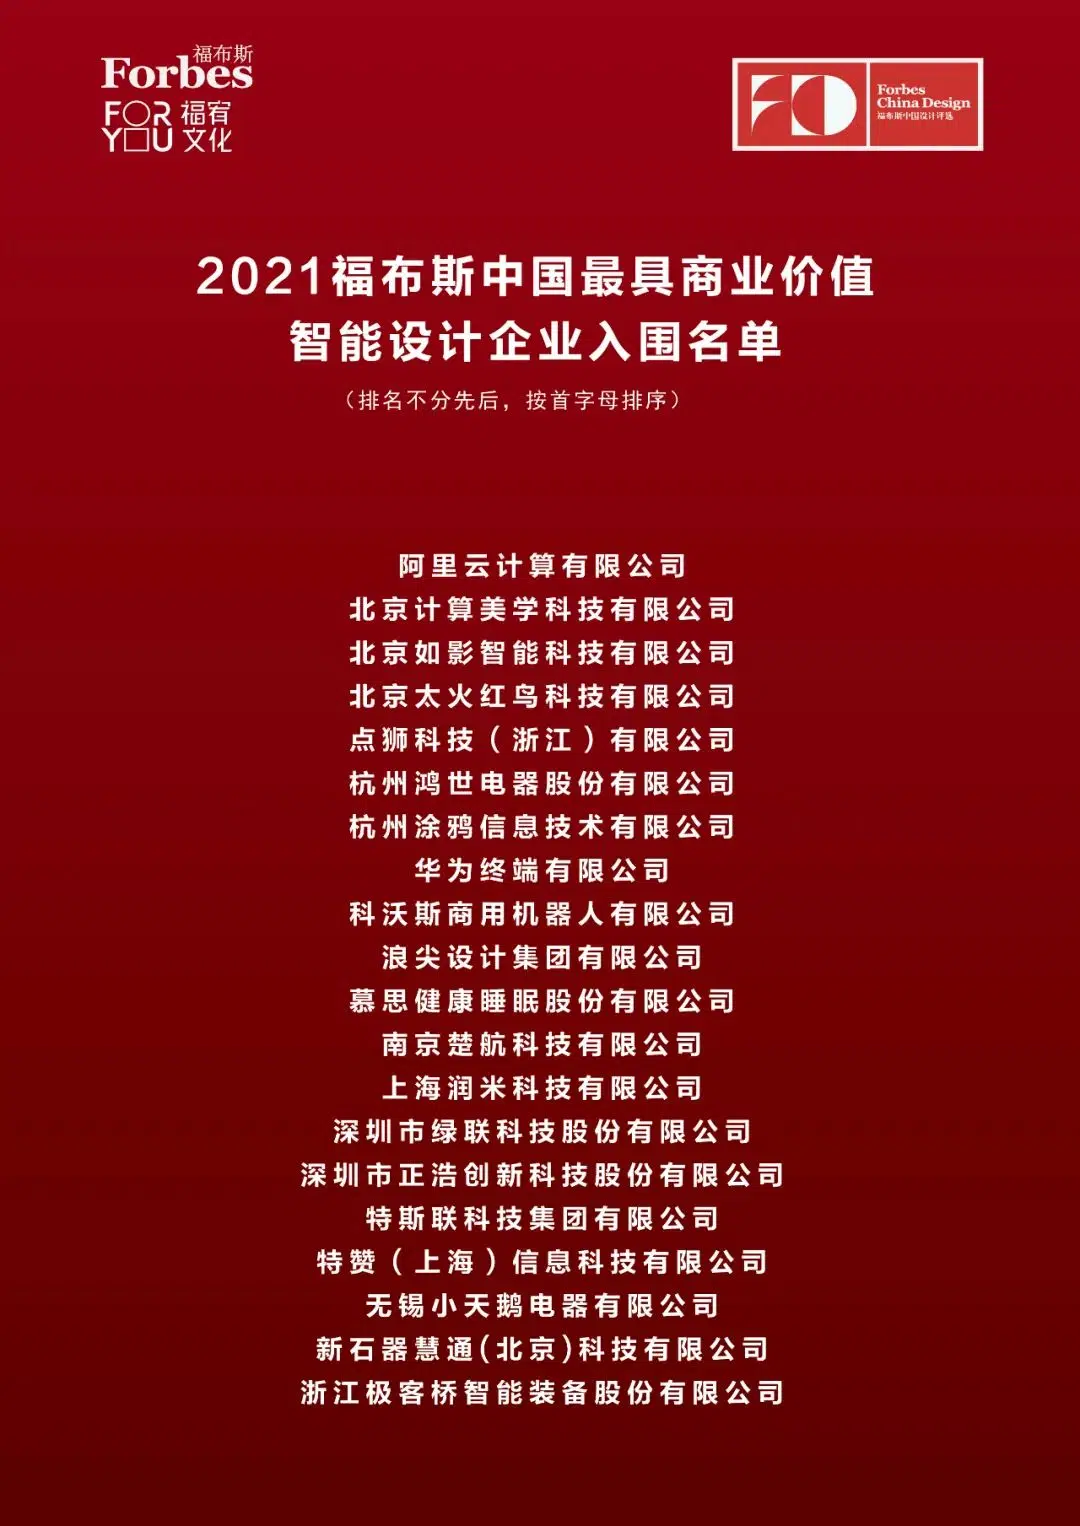 福布斯
Forbes
FOR 福宥
YOU 文化
Forbes
China Design
福布斯中国设计评选
2021福布斯中国最具商业价值
智能设计企业入围名单
（排名不分先后，按首字母排序）
阿里云计算有限公司
北京计算美学科技有限公司
北京如影智能科技有限公司
北京太火红鸟科技有限公司
点狮科技（浙江）有限公司
杭州鸿世电器股份有限公司
杭州涂鸦信息技术有限公司
华为终端有限公司
科沃斯商用机器人有限公司
浪尖设计集团有限公司
慕思健康睡眠股份有限公司
南京楚航科技有限公司
上海润米科技有限公司
深圳市绿联科技股份有限公司
深圳市正浩创新科技股份有限公司
特斯联科技集团有限公司
特赞（上海）信息科技有限公司
无锡小天鹅电器有限公司
新石器慧通(北京)科技有限公司
浙江极客桥智能装备股份有限公司